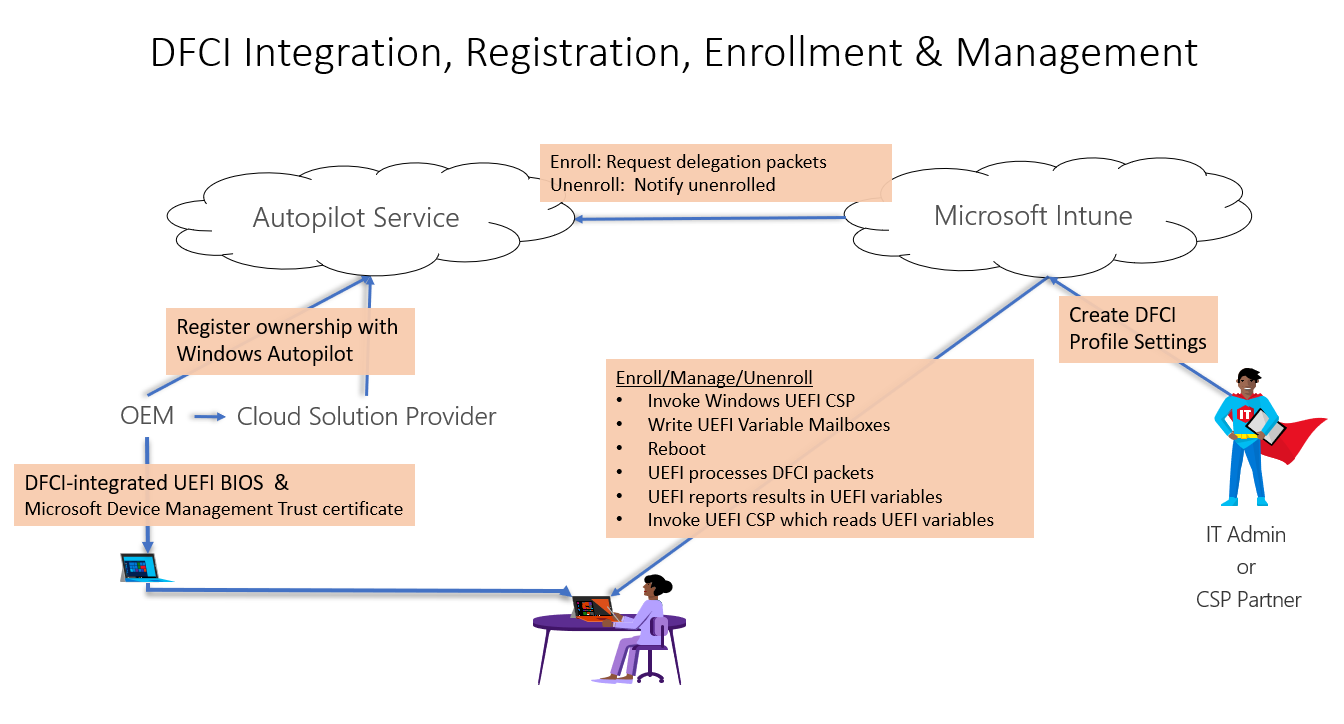 DFCI Integration, Registration, Enrollment & Management
Enroll: Request delegation packets
Unenroll:  Notify unenrolled
Autopilot Service
Microsoft Intune
Register ownership with
Windows Autopilot
Create DFCI
Profile Settings
OEM
Cloud Solution Provider
Enroll/Manage/Unenroll
• Invoke Windows UEFI CSP
• Write UEFI Variable Mailboxes
• Reboot
• UEFI processes DFCI packets
• UEFI reports results in UEFI variables
• Invoke UEFI CSP which reads UEFI variables
IT
DFCI-integrated UEFI BIOS  &
Microsoft Device Management Trust certificate
IT Admin
or
CSP Partner